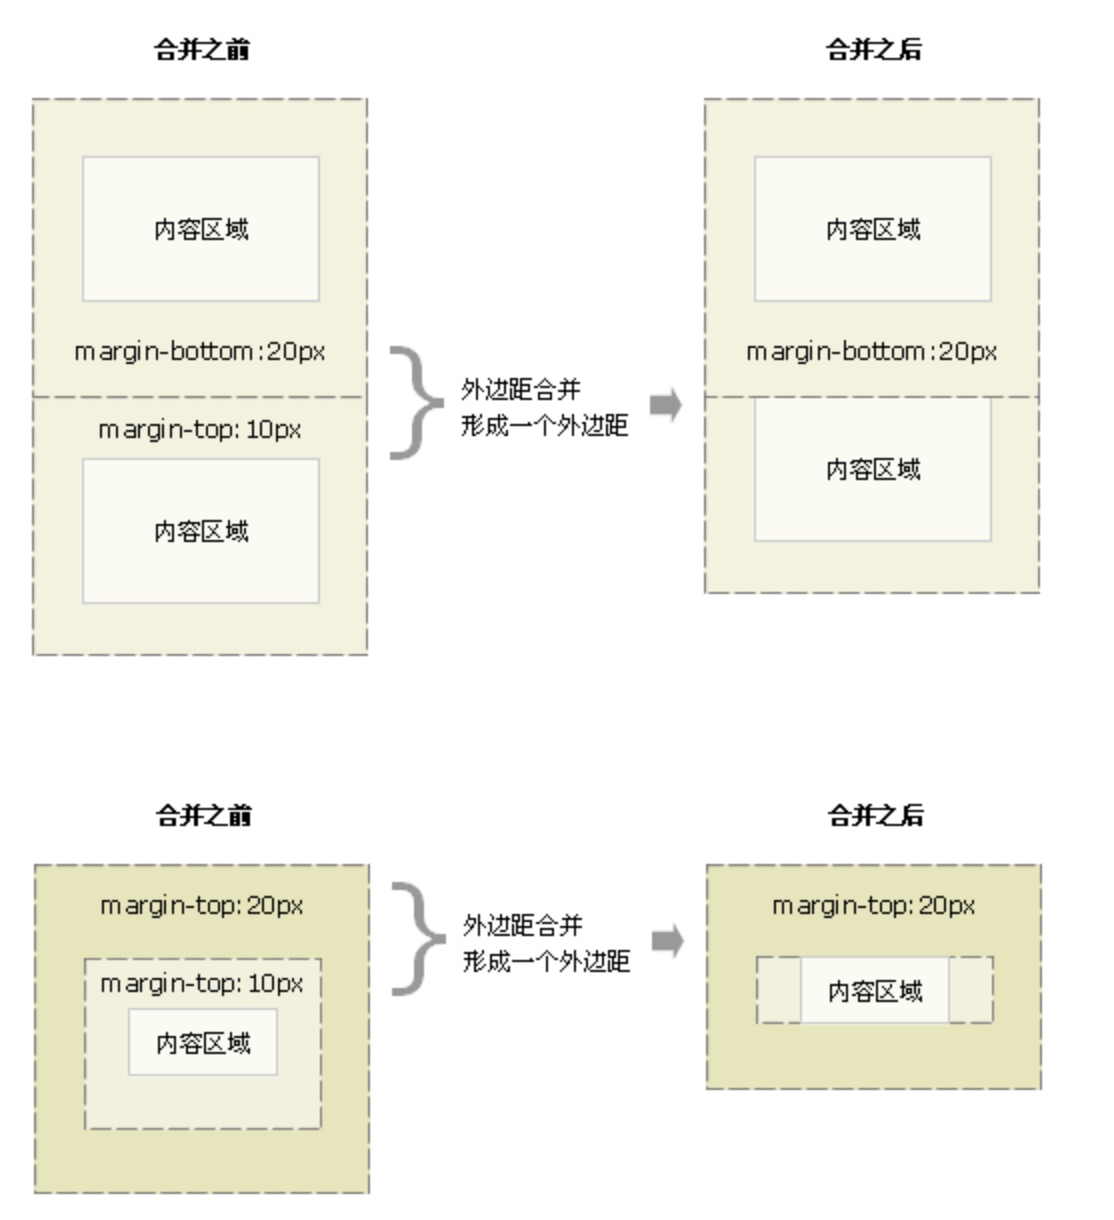 合并之前
合并之后
内容区域
内容区域
margin-bottom:20px
margin-bottom:20px
外边距合并
形成一个外边距
margin-top: 10px
内容区域
内容区域
合并之前
合并之后
margin-top: 20px
margin-top: 20px
外边距合并
形成一个外边距
margin-top: 10px
内容区域
内容区域